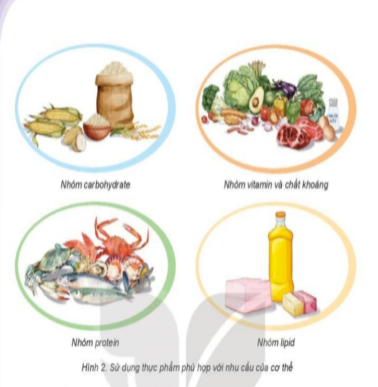 Nhóm carbohydrate
Nhóm vitamin và chất khoáng
Nhóm protein
Nhóm lipid
Hình 2. Sử dụng thực phẩm phù hợp với nhu cầu của cơ thể